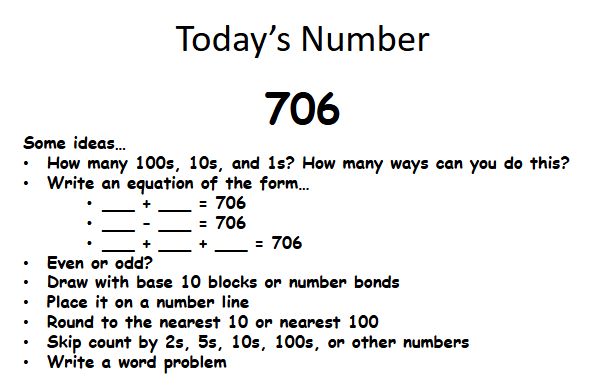 Today's Number
706
Some ideas…
• How many 100s, 10s, and 1s? How many ways can you do this?
• Write an equation of the form…
• ___ + ___ = 706
• ___ - ___ = 706
• ___ + ___ + ___ = 706
• Even or odd?
• Draw with base 10 blocks or number bonds
• Place it on a number line
• Round to the nearest 10 or nearest 100
• Skip count by 2s, 5s, 10s, 100s, or other numbers
• Write a word problem